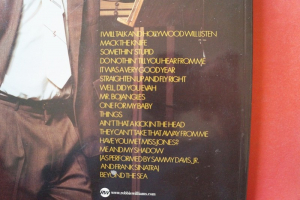 I WILL TALK AND HOLLYWOOD WILL LISTEN
MACK THE KNIFE
SOMETHIN' STUPID
DO NOTHIN' TILL YOU HEAR FROM ME
IT WAS A VERY GOOD YEAR
STRAIGHTEN UP AND FLY RIGHT
WELL, DID YOU EVAH
MR. BOJANGLES
ONE FOR MY BABY
THINGS
AIN'T THAT A KICK IN THE HEAD
THEY CAN'T TAKE THAT AWAY FROM ME
HAVE YOU MET MISS JONES?
ME AND MY SHADOW
(AS PERFORMED BY SAMMY DAVIS, JR.
AND FRANK SINATRA)
BEYOND THE SEA
www.robbiewilliams.com